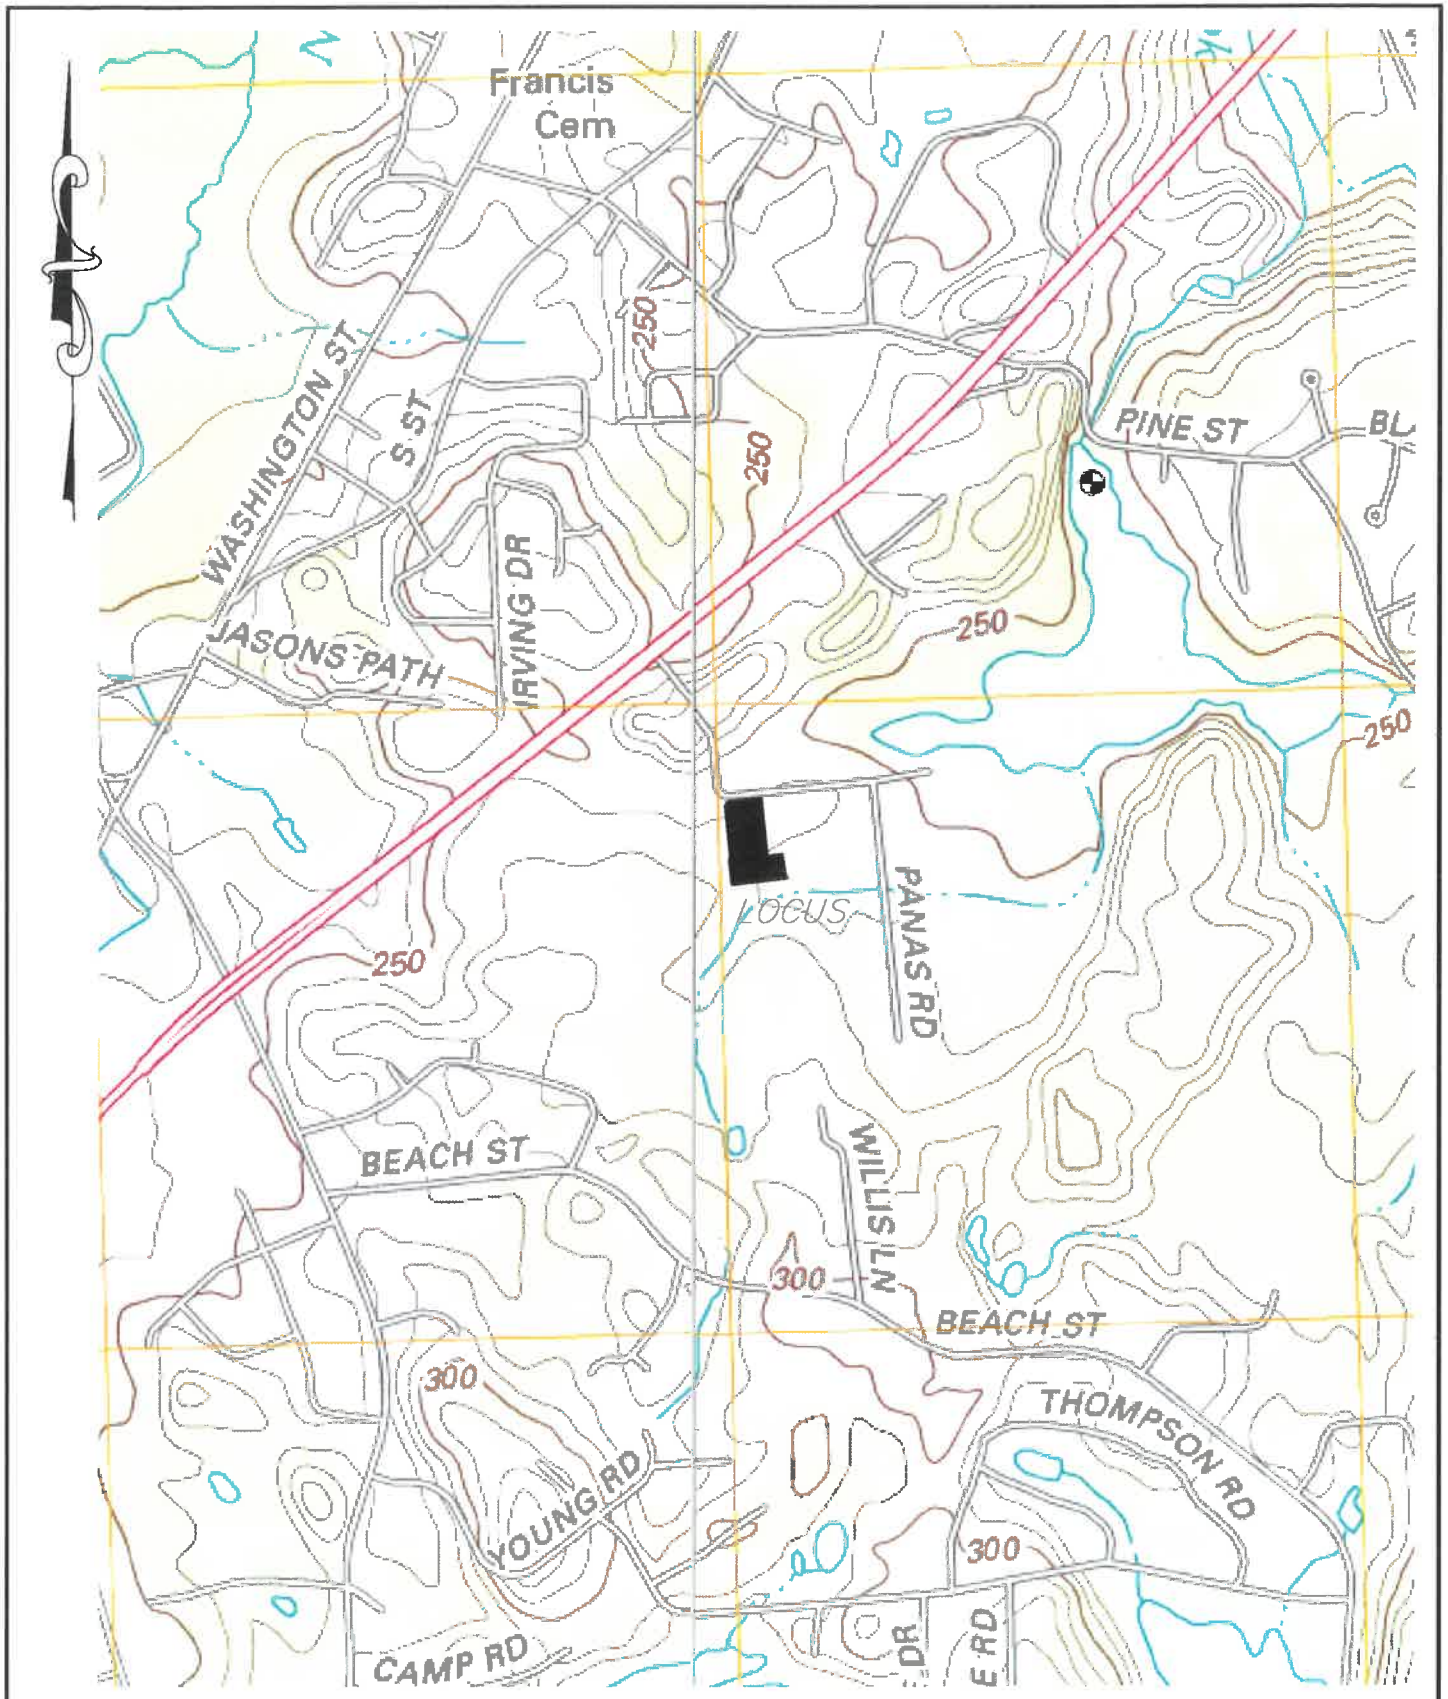 Francis
Cem
250
WASHINGTON ST
S ST
PINE ST
BL
250
IRVING DR
250
JASONS PATH
250
PANAS RD
LOCUS
250
BEACH ST
WILLIS LN
300
BEACH ST
300
THOMPSON RD
YOUNG RD
300
DR
E RD
CAMP RD